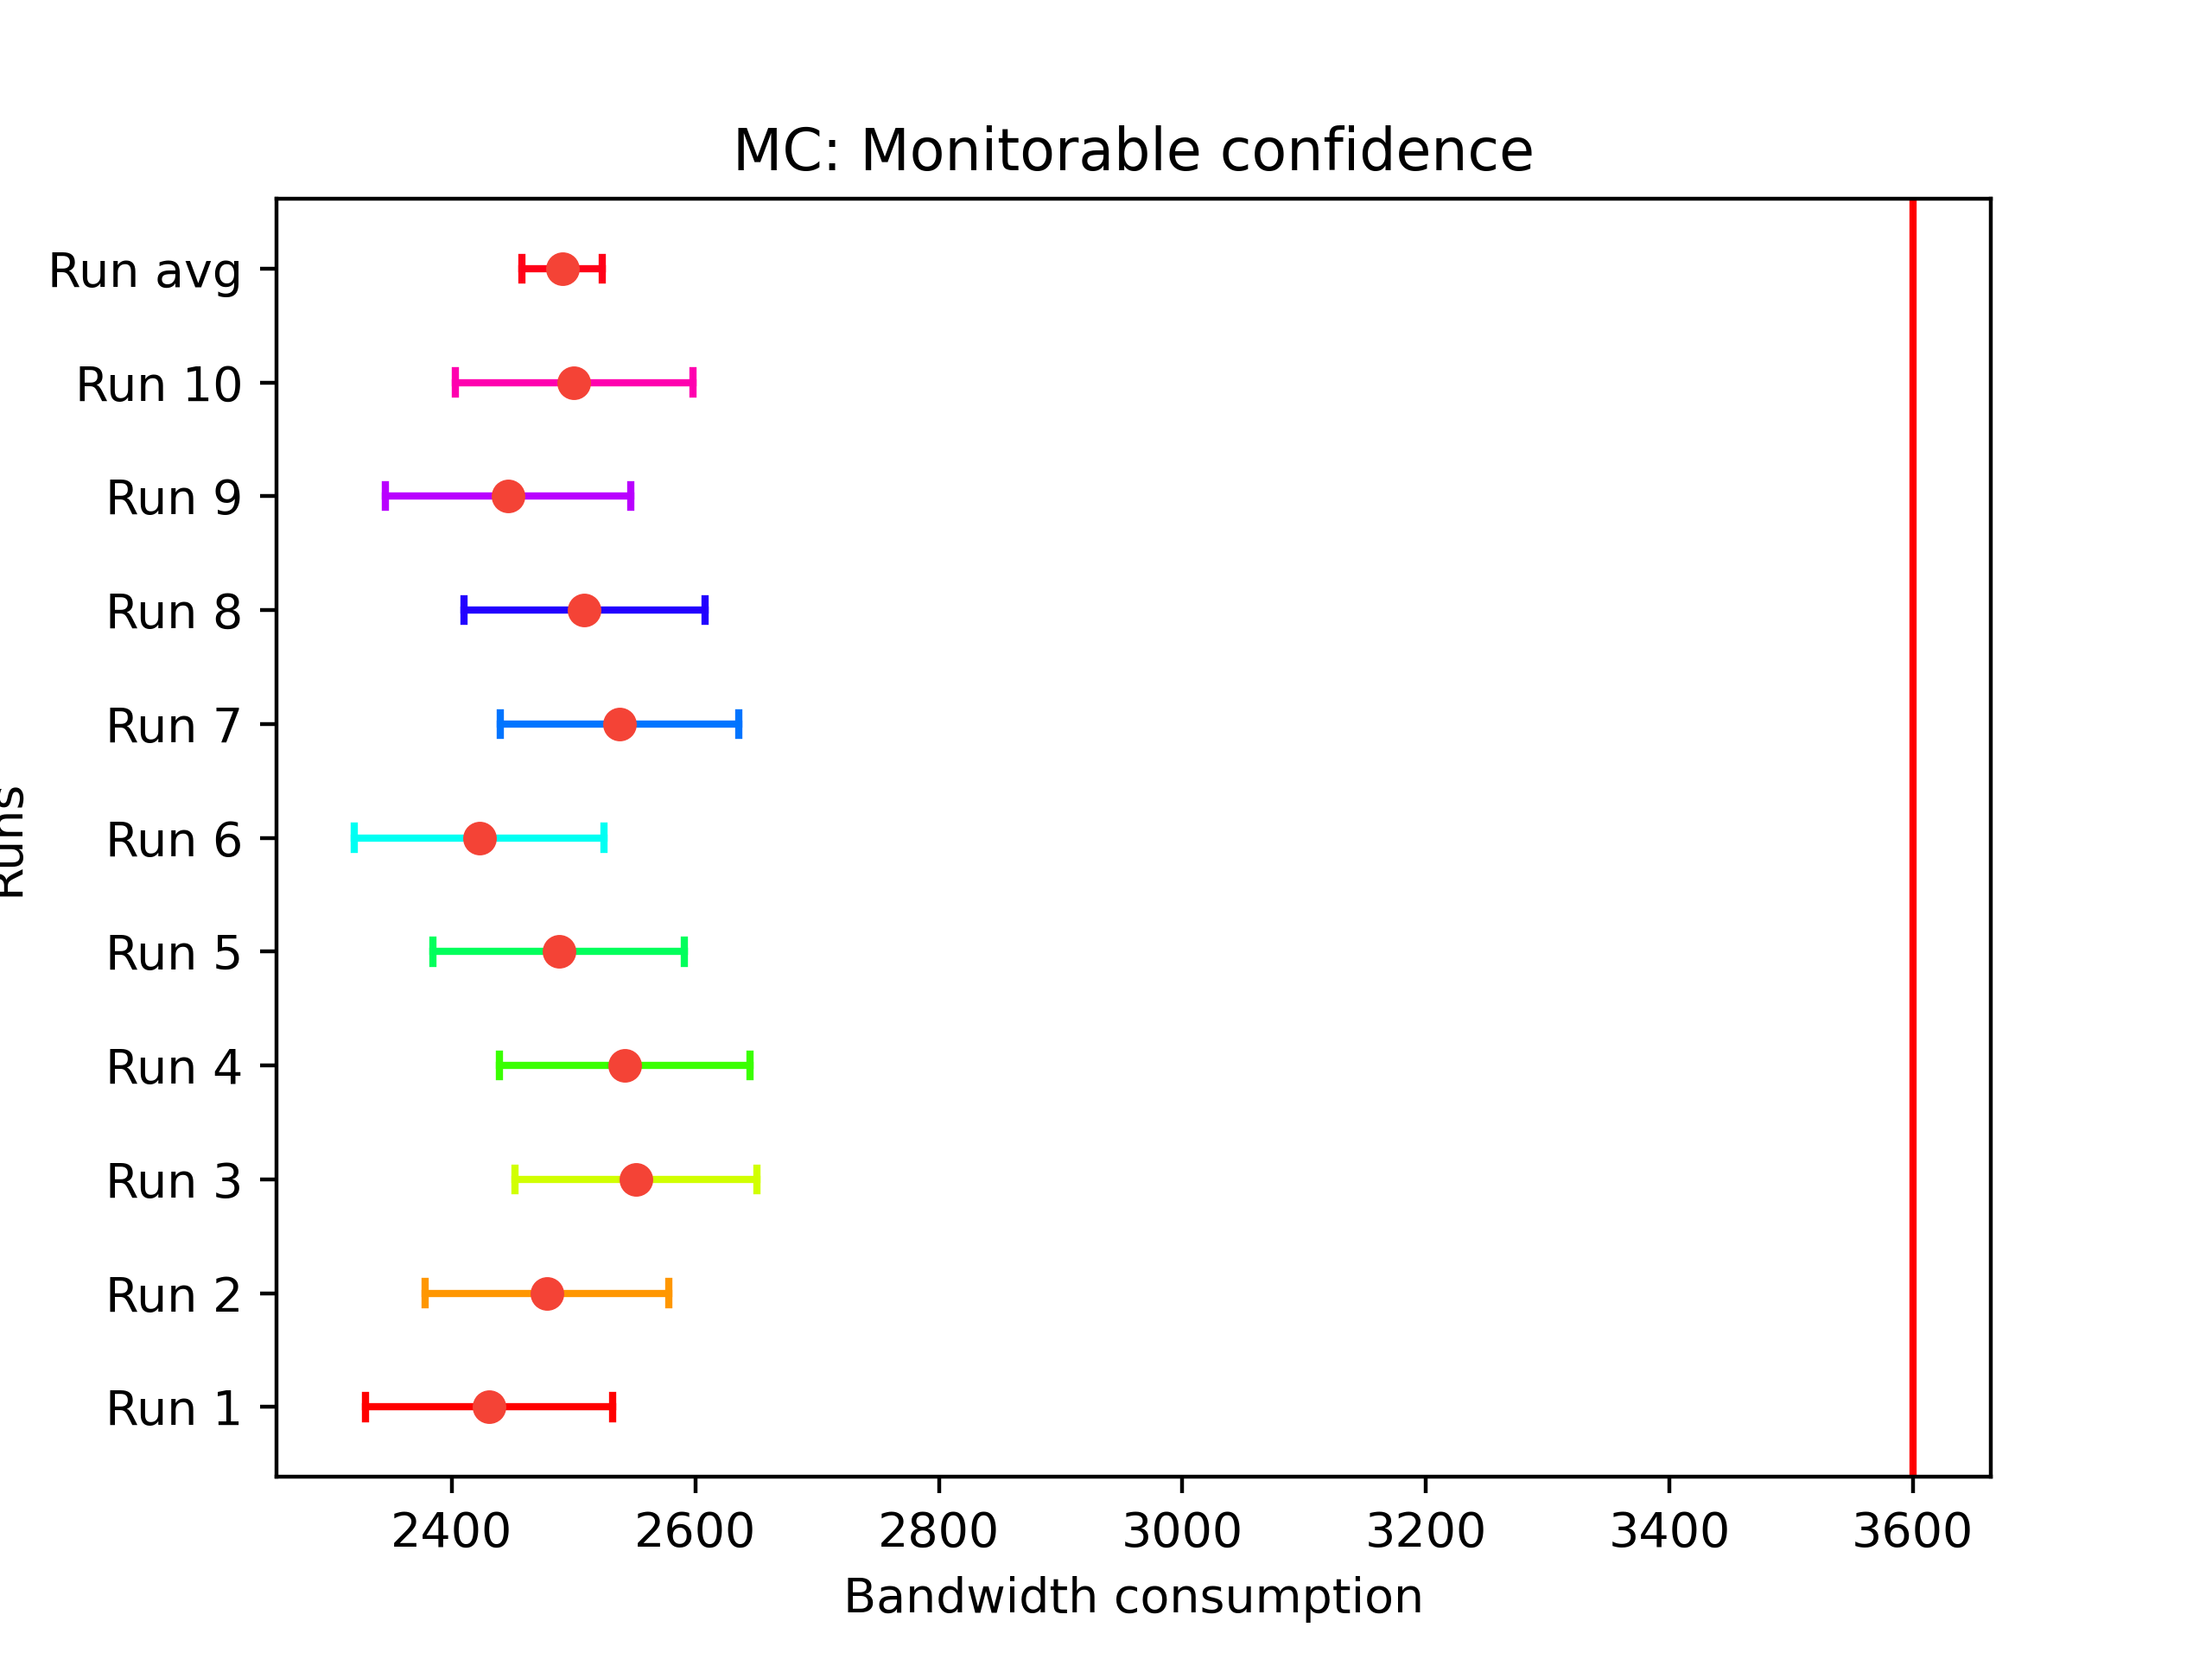 MC: Monitorable confidence
Run avg
Run 10
Run 9
Run 8
Run 7
Run 6
Run 5
Run 4
Run 3
Run 2
Run 1
Runs
2400 2600 2800 3000 3200 3400 3600
Bandwidth consumption